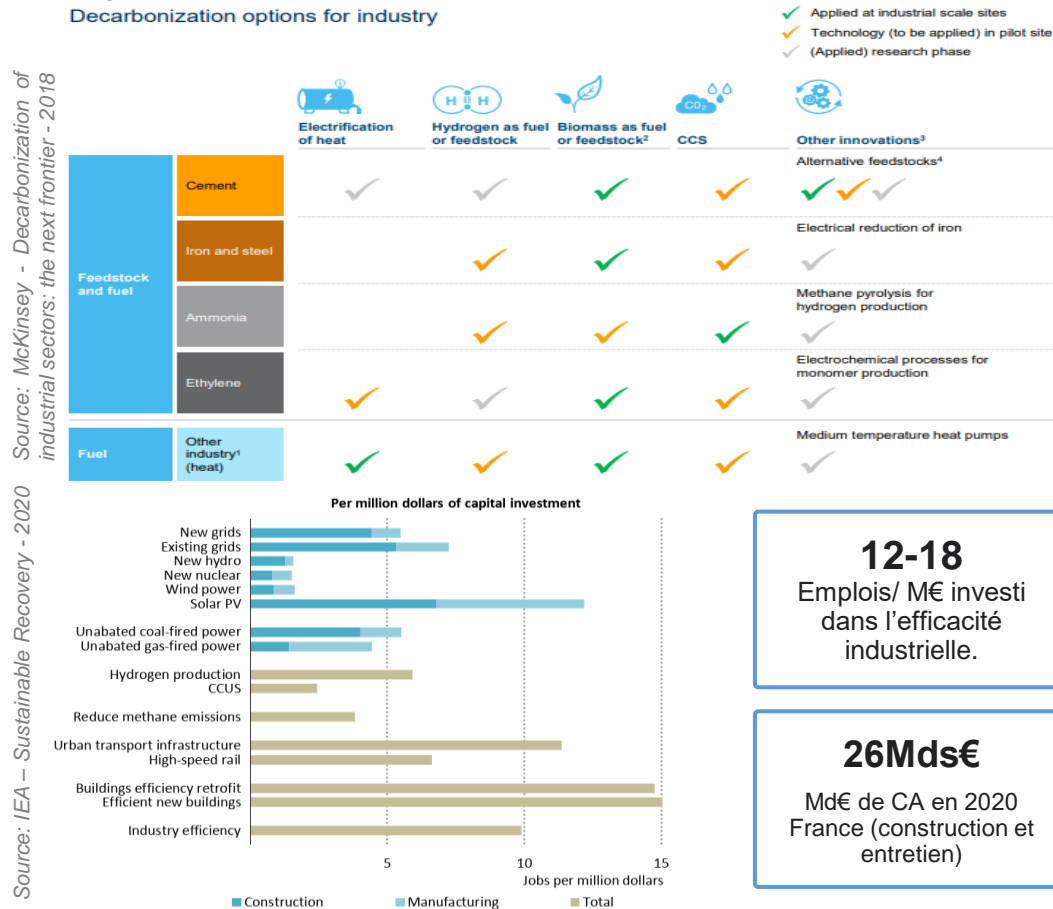 Decarbonization options for industry
Applied at industrial scale sites
Technology (to be applied) in pilot site
(Applied) research phase
Source: McKinsey - Decarbonization of
industrial sectors: the next frontier - 2018
H H
CO₂
Electrification
of heat
Hydrogen as fuel
or feedstock
Biomass as fuel
or feedstock²
CCS
Other innovations³
Feedstock
and fuel
Cement
Alternative feedstocks⁴
Iron and steel
Electrical reduction of iron
Ammonia
Methane pyrolysis for
hydrogen production
Ethylene
Electrochemical processes for
monomer production
Fuel
Other
industry¹
(heat)
Medium temperature heat pumps
Source: IEA – Sustainable Recovery - 2020
Per million dollars of capital investment
New grids
Existing grids
New hydro
New nuclear
Wind power
Solar PV
Unabated coal-fired power
Unabated gas-fired power
Hydrogen production
CCUS
Reduce methane emissions
Urban transport infrastructure
High-speed rail
Buildings efficiency retrofit
Efficient new buildings
Industry efficiency
5 10 15
Jobs per million dollars
Construction Manufacturing Total
12-18
Emplois/ M€ investi
dans l'efficacité
industrielle.
26Mds€
Md€ de CA en 2020
France (construction et
entretien)